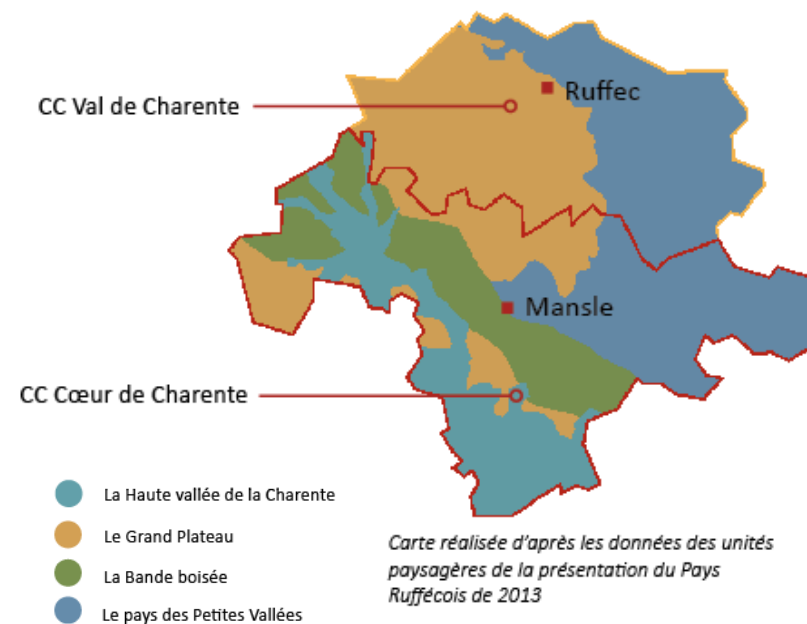 Ruffec
CC Val de Charente
Mansle
CC Cœur de Charente
La Haute vallée de la Charente
Le Grand Plateau
La Bande boisée
Le pays des Petites Vallées
Carte réalisée d'après les données des unités
paysagères de la présentation du Pays
Ruffécois de 2013